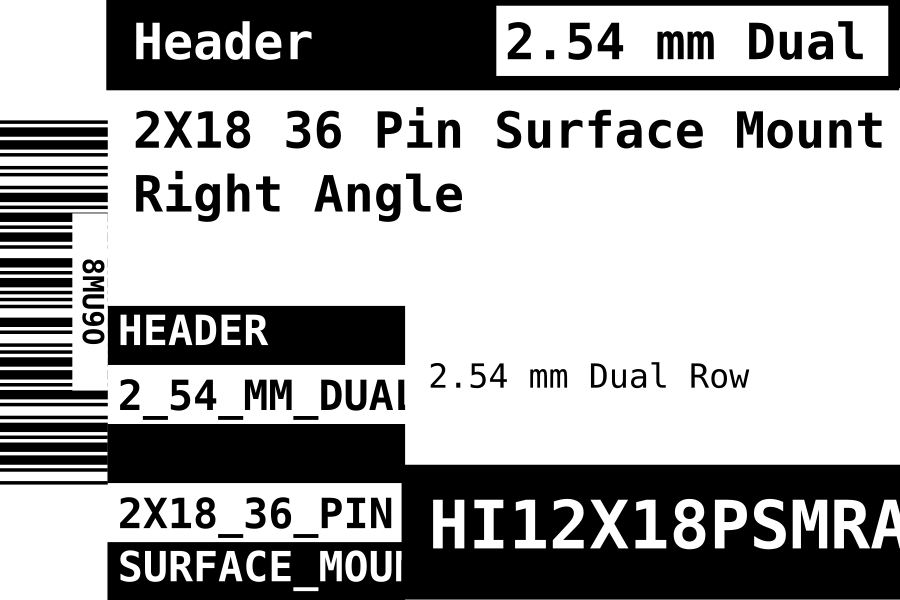 Header
2.54 mm Dual
2X18 36 Pin Surface Mount
Right Angle
8MU9O
HEADER
2_54_MM_DUAL
2.54 mm Dual Row
2X18_36_PIN
SURFACE_MOU
HI12X18PSMRA